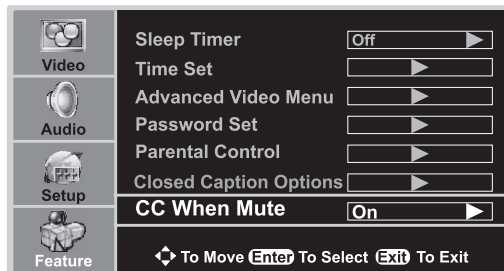 Video
Audio
Setup
Feature
Sleep Timer Off
Time Set
Advanced Video Menu
Password Set
Parental Control
Closed Caption Options
CC When Mute On
To Move Enter To Select Exit To Exit